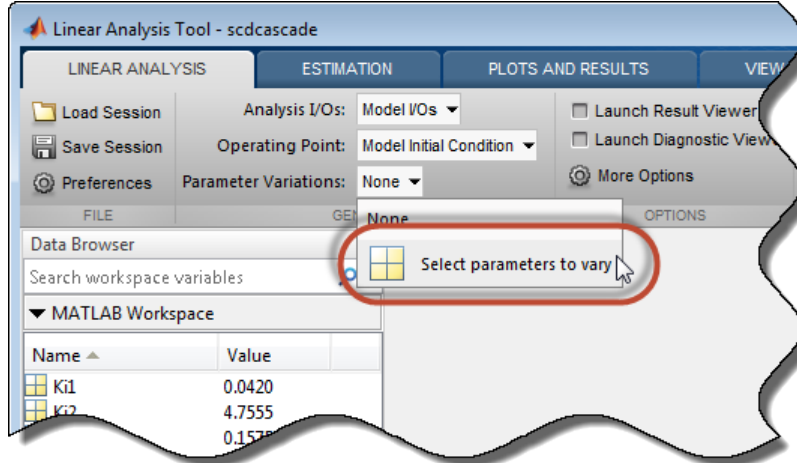 Linear Analysis Tool - scdcascade
LINEAR ANALYSIS ESTIMATION PLOTS AND RESULTS VIEW
Load Session Analysis I/Os: Model I/Os Launch Result Viewer
Save Session Operating Point: Model Initial Condition Launch Diagnostic
Preferences Parameter Variations: None More Options
FILE OPTIONS
None
Data Browser
Select parameters to vary
Search workspace variables
MATLAB Workspace
Name Value
Ki1 0.0420
Ki2 4.7555